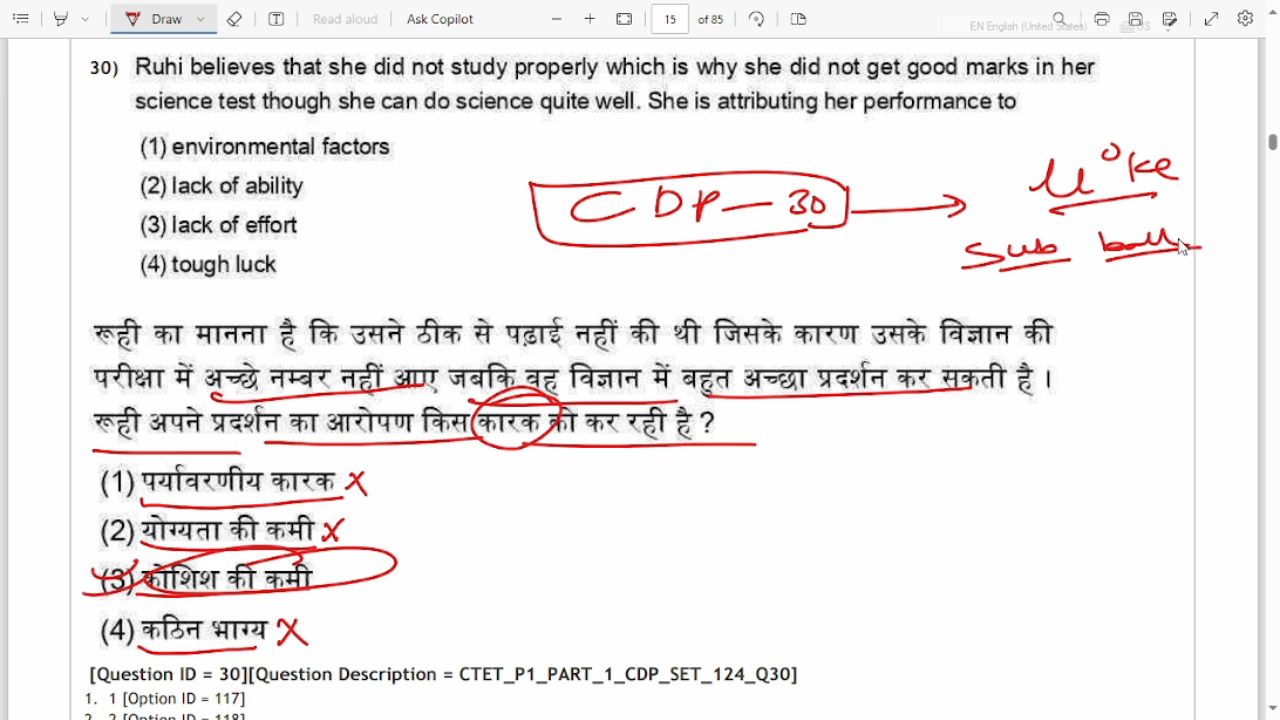 Draw
Read aloud
Ask Copilot
15 of 85
EN English (United States)
30) Ruhi believes that she did not study properly which is why she did not get good marks in her
science test though she can do science quite well. She is attributing her performance to
(1) environmental factors
(2) lack of ability
(3) lack of effort
(4) tough luck
CDP - 30
Sub
रूही का मानना है कि उसने ठीक से पढ़ाई नहीं की थी जिसके कारण उसके विज्ञान की
परीक्षा में अच्छे नम्बर नहीं आए जबकि वह विज्ञान में बहुत अच्छा प्रदर्शन कर सकती है ।
रूही अपने प्रदर्शन का आरोपण किस कारक को कर रही है ?
(1) पर्यावरणीय कारक X
(2) योग्यता की कमी X
(3) कोशिश की कमी
(4) कठिन भाग्य X
[Question ID = 30][Question Description = CTET_P1_PART_1_CDP_SET_124_Q30]
1. 1 [Option ID = 117]
2. 2 [Option ID = 118]